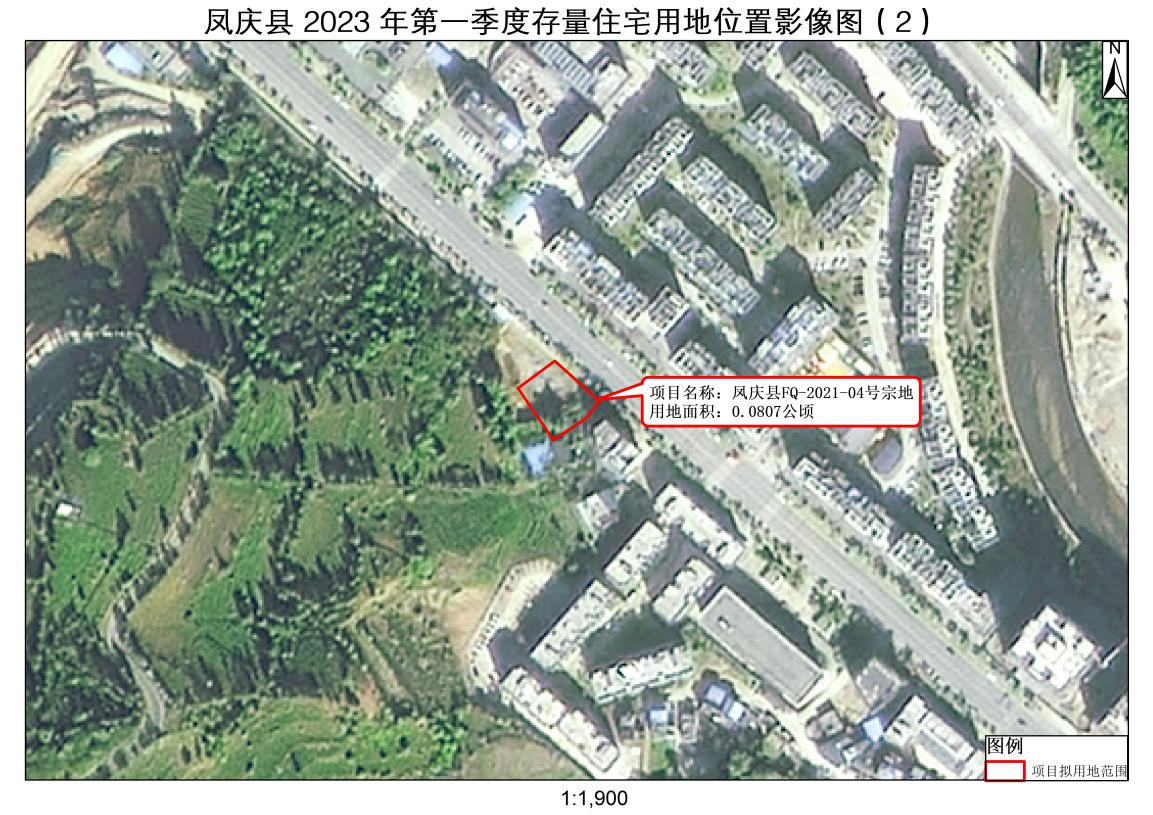 凤庆县 2023 年第一季度存量住宅用地位置影像图（2）
N
项目名称：凤庆县FQ-2021-04号宗地
用地面积：0.0807公顷
图例
项目拟用地范围
1:1,900